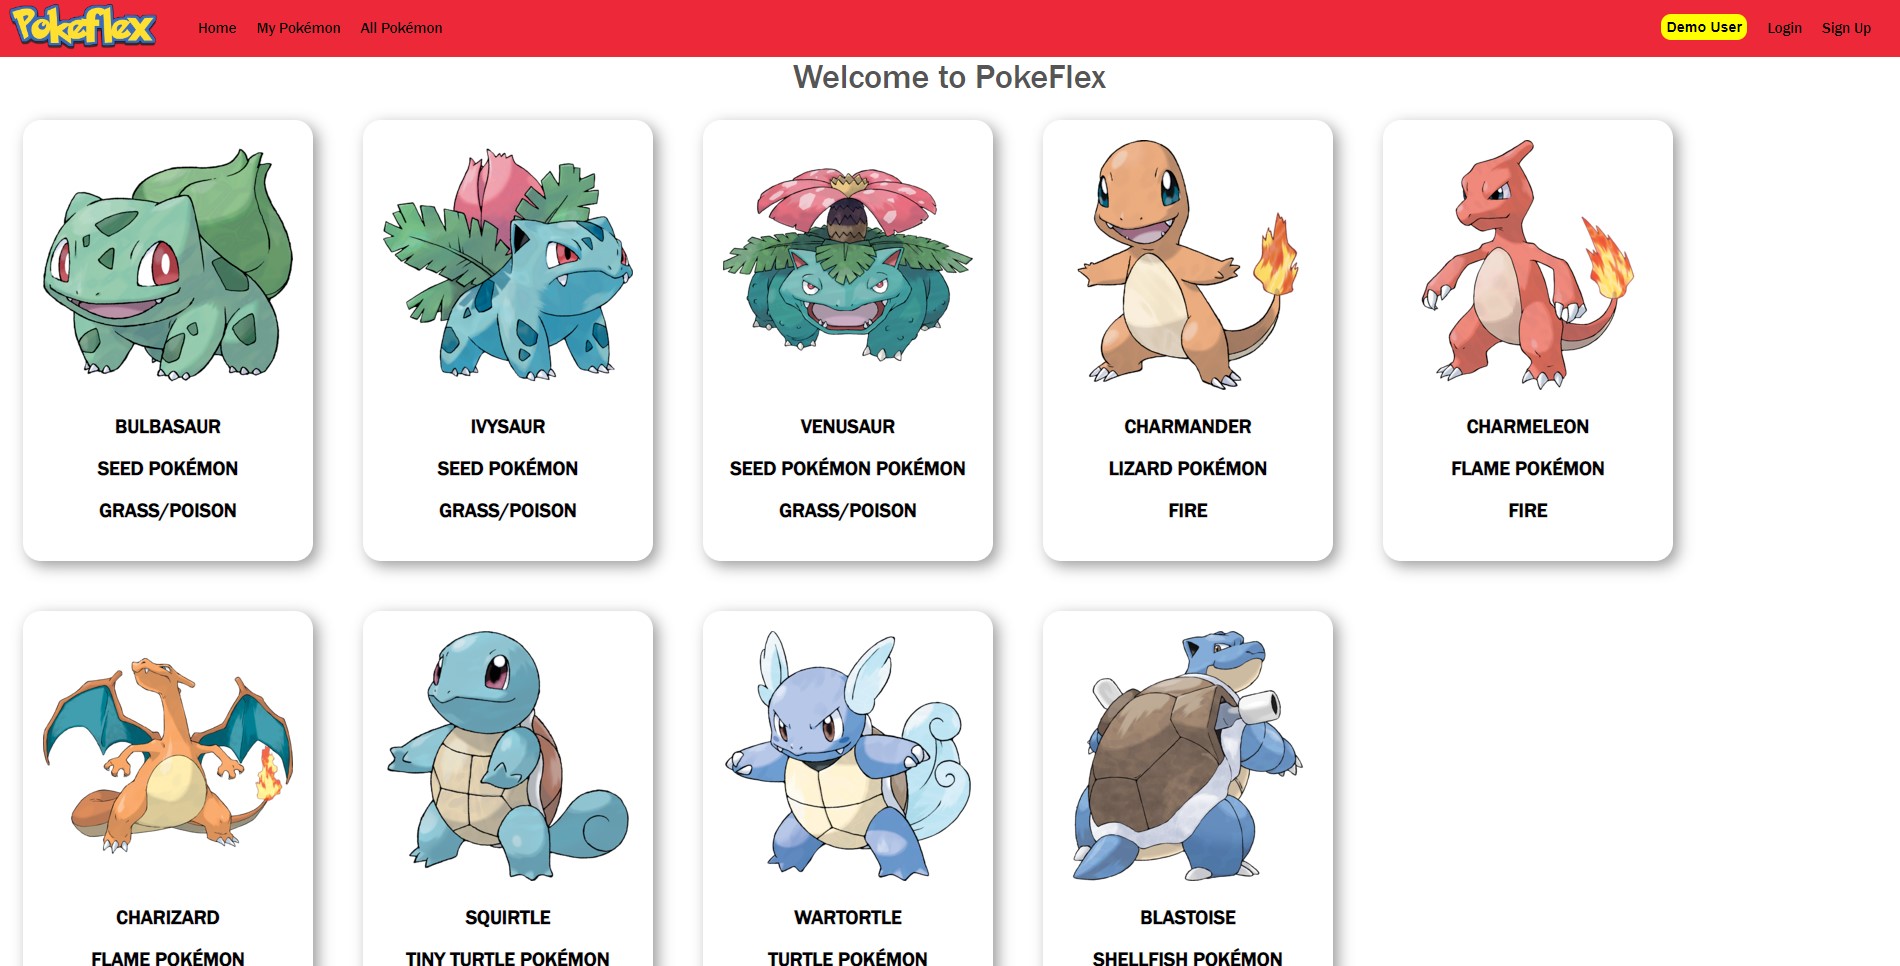 Pokeflex Home My Pokémon All Pokémon Demo User Login Sign Up
Welcome to PokeFlex
BULBASAUR
SEED POKÉMON
GRASS/POISON
IVYSAUR
SEED POKÉMON
GRASS/POISON
VENUSAUR
SEED POKÉMON POKÉMON
GRASS/POISON
CHARMANDER
LIZARD POKÉMON
FIRE
CHARMELEON
FLAME POKÉMON
FIRE
CHARIZARD
FLAME POKÉMON
SQUIRTLE
TINY TURTLE POKÉMON
WARTORTLE
TURTLE POKÉMON
BLASTOISE
SHELLFISH POKÉMON